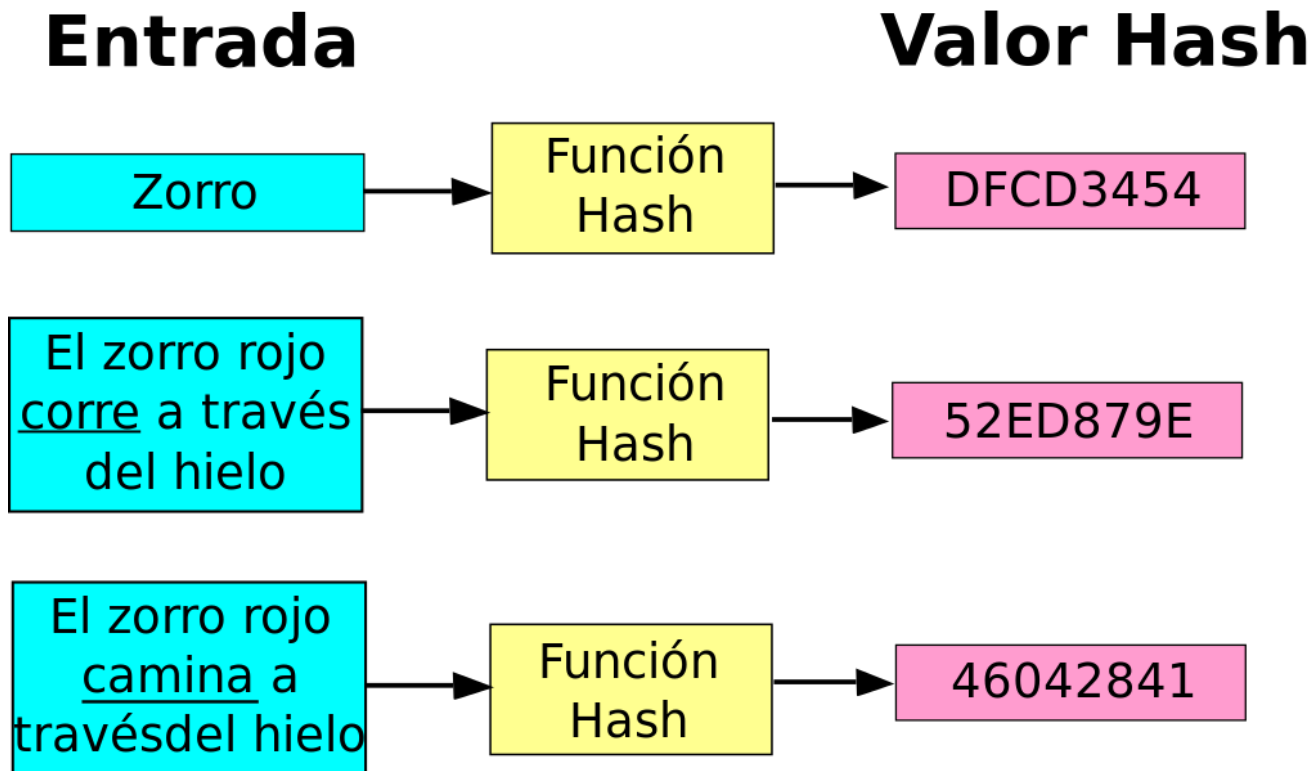 Entrada
Valor Hash
Zorro
Función
Hash
DFCD3454
El zorro rojo
corre a través
del hielo
Función
Hash
52ED879E
El zorro rojo
camina a
travésdel hielo
Función
Hash
46042841